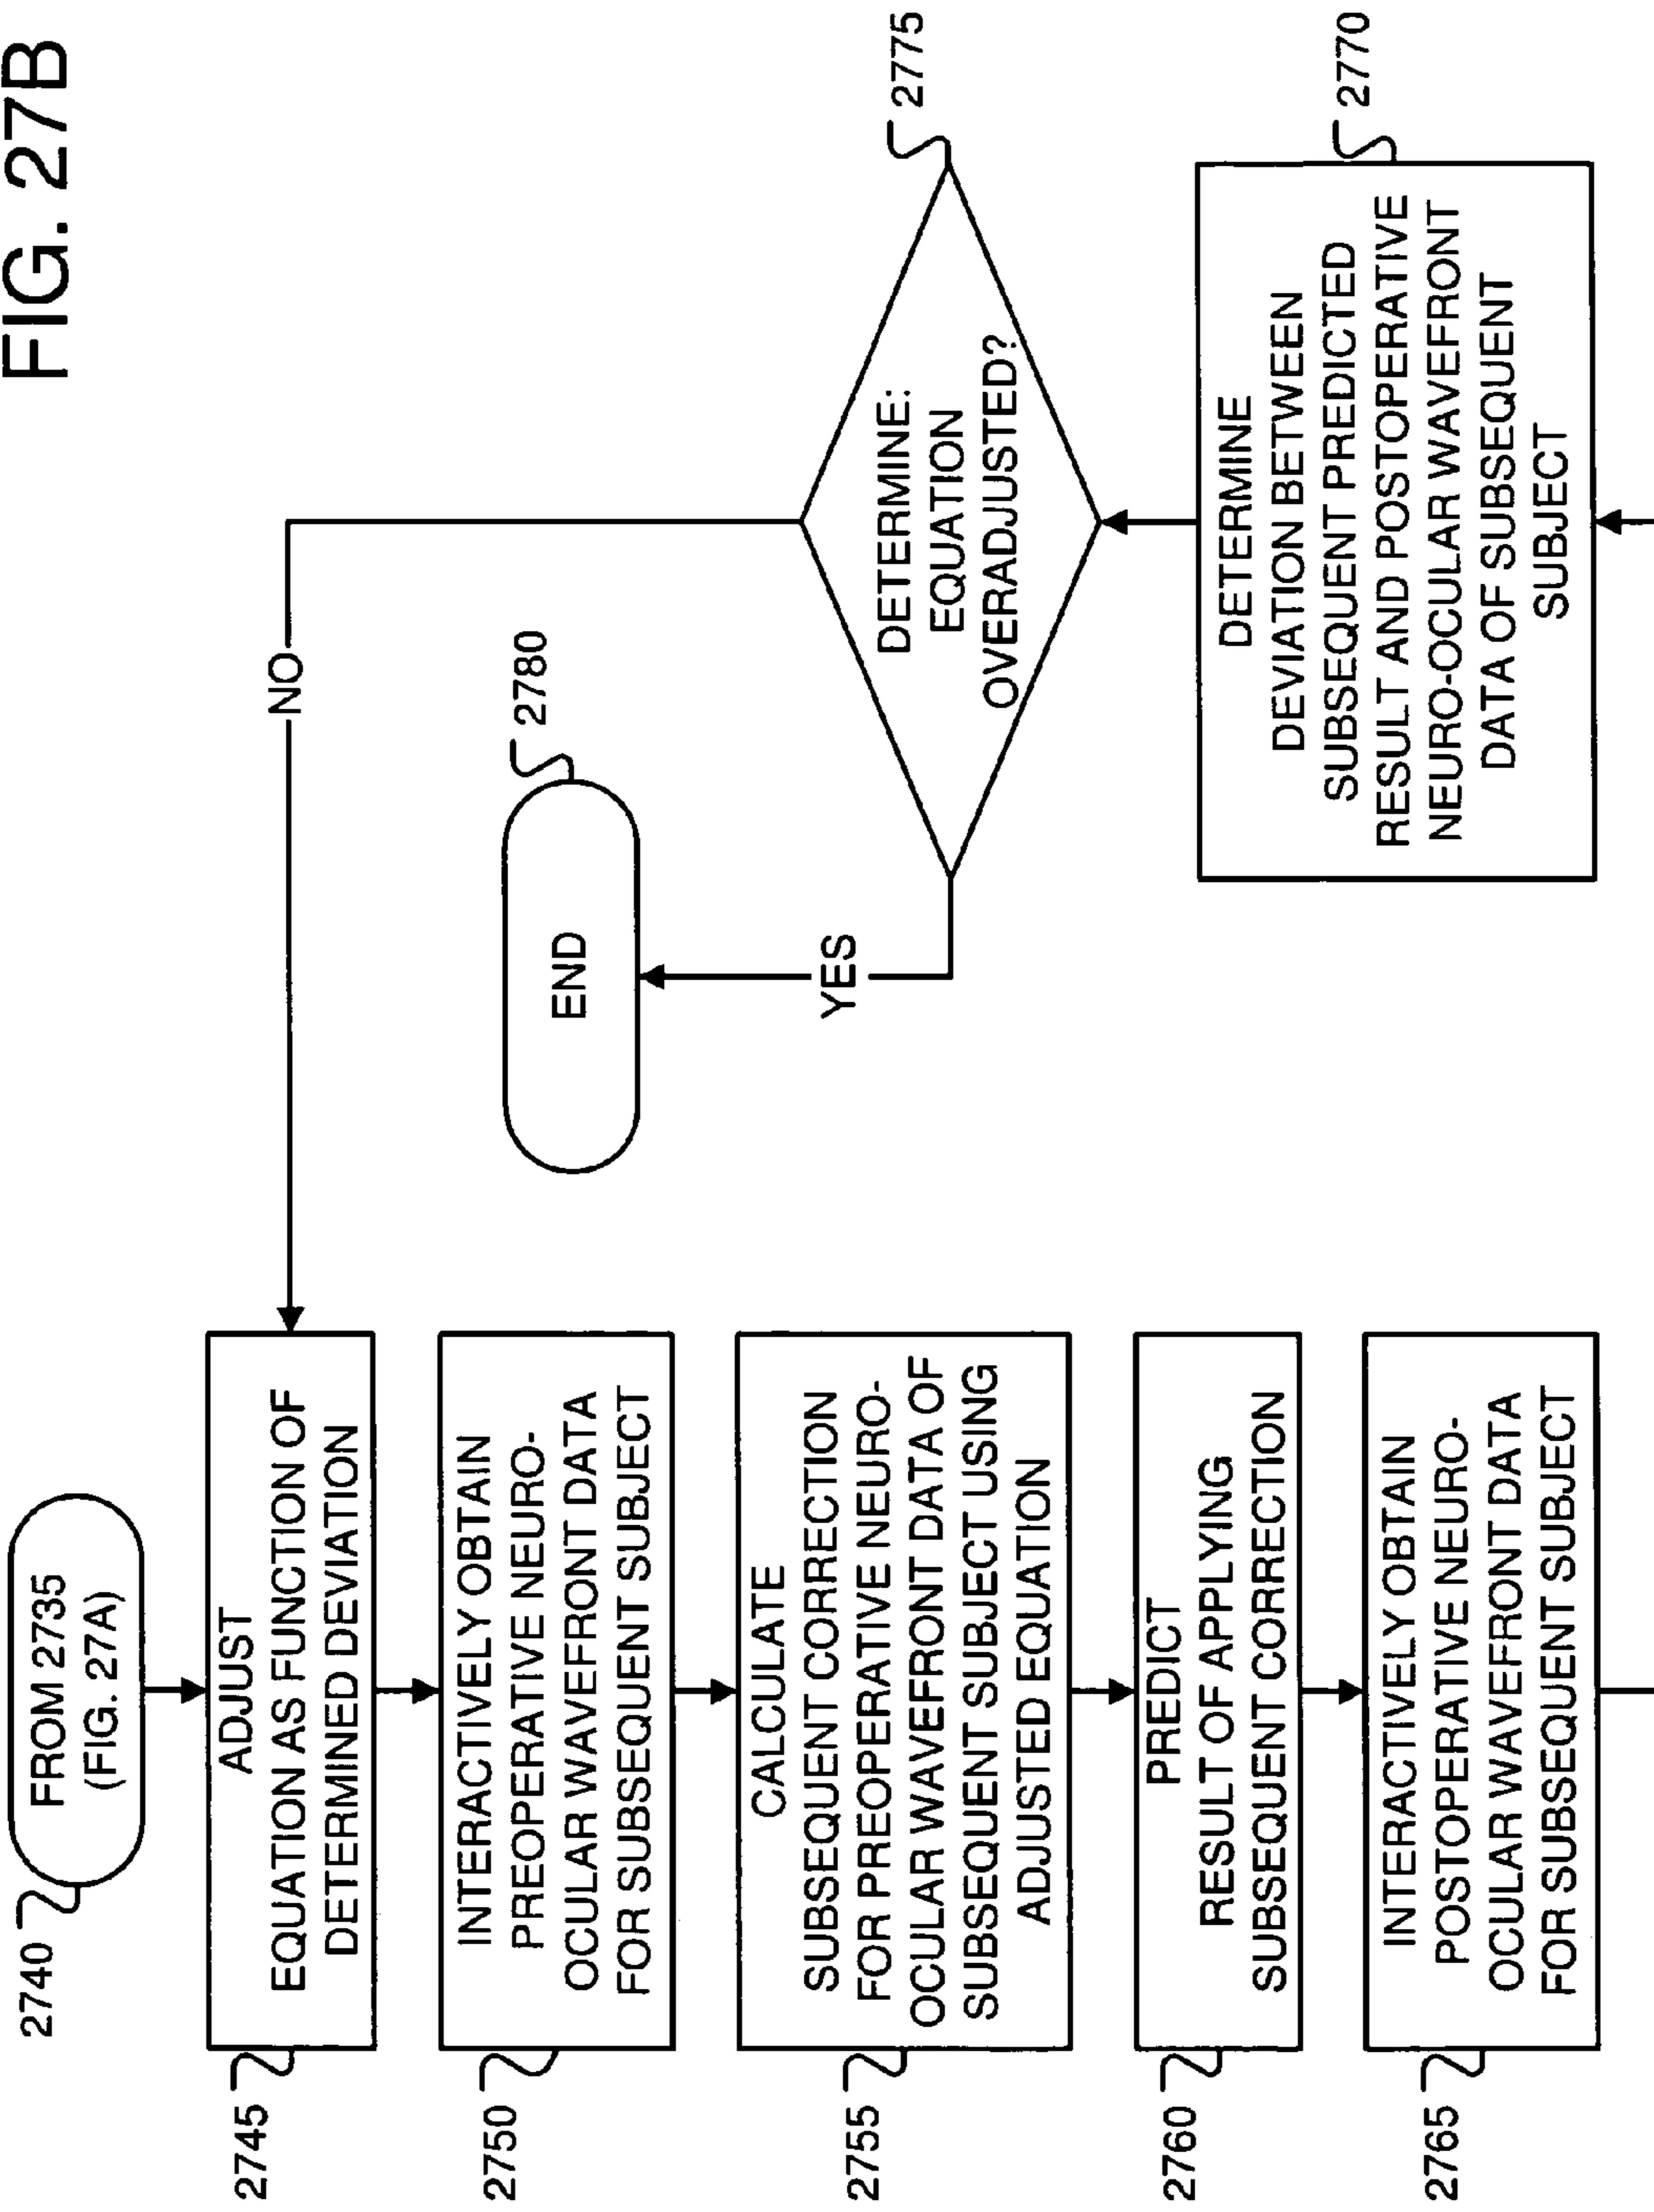 FIG. 27B
2740
FROM 2735
(FIG. 27A)
2745
ADJUST
EQUATION AS FUNCTION OF
DETERMINED DEVIATION
2750
INTERACTIVELY OBTAIN
PREOPERATIVE NEURO-
OCULAR WAVEFRONT DATA
FOR SUBSEQUENT SUBJECT
2755
CALCULATE
SUBSEQUENT CORRECTION
FOR PREOPERATIVE NEURO-
OCULAR WAVEFRONT DATA OF
SUBSEQUENT SUBJECT USING
ADJUSTED EQUATION
2760
PREDICT
RESULT OF APPLYING
SUBSEQUENT CORRECTION
2765
INTERACTIVELY OBTAIN
POSTOPERATIVE NEURO-
OCULAR WAVEFRONT DATA
FOR SUBSEQUENT SUBJECT
2770
DETERMINE
DEVIATION BETWEEN
SUBSEQUENT PREDICTED
RESULT AND POSTOPERATIVE
NEURO-OCULAR WAVEFRONT
DATA OF SUBSEQUENT
SUBJECT
2775
DETERMINE:
EQUATION
OVERADJUSTED?
NO
YES
2780
END